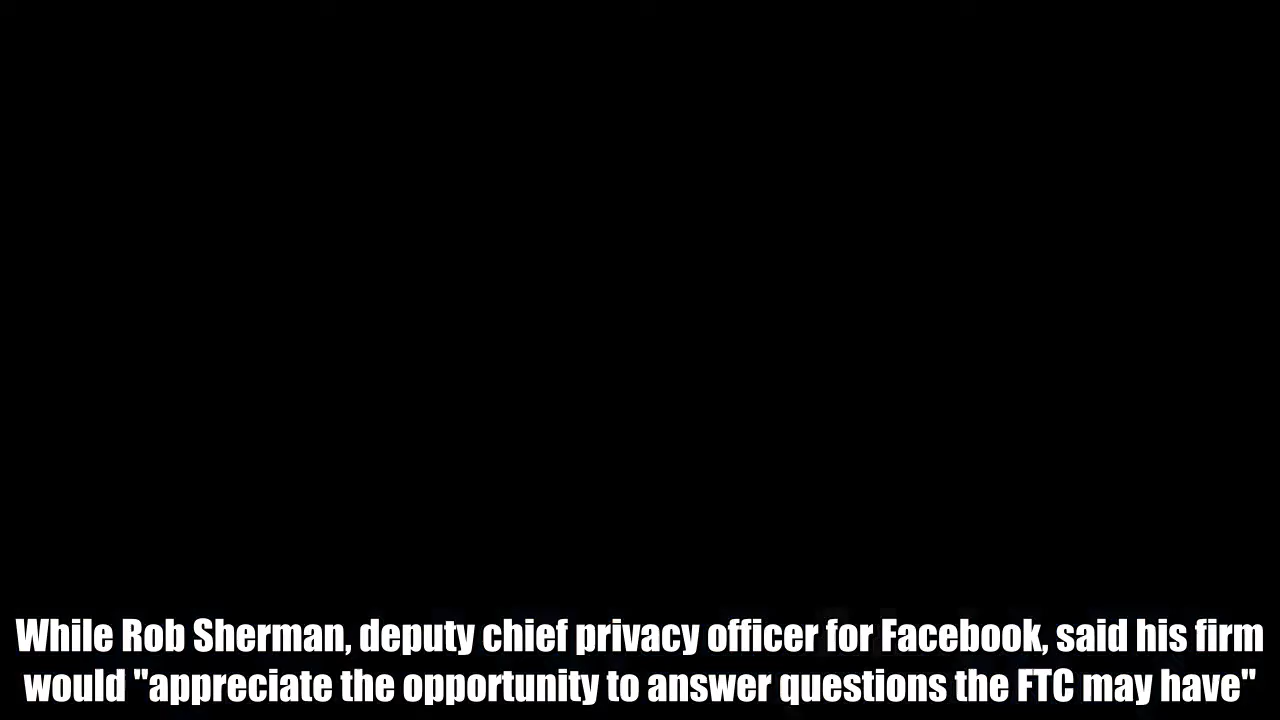 While Rob Sherman, deputy chief privacy officer for Facebook, said his firm
would "appreciate the opportunity to answer questions the FTC may have"